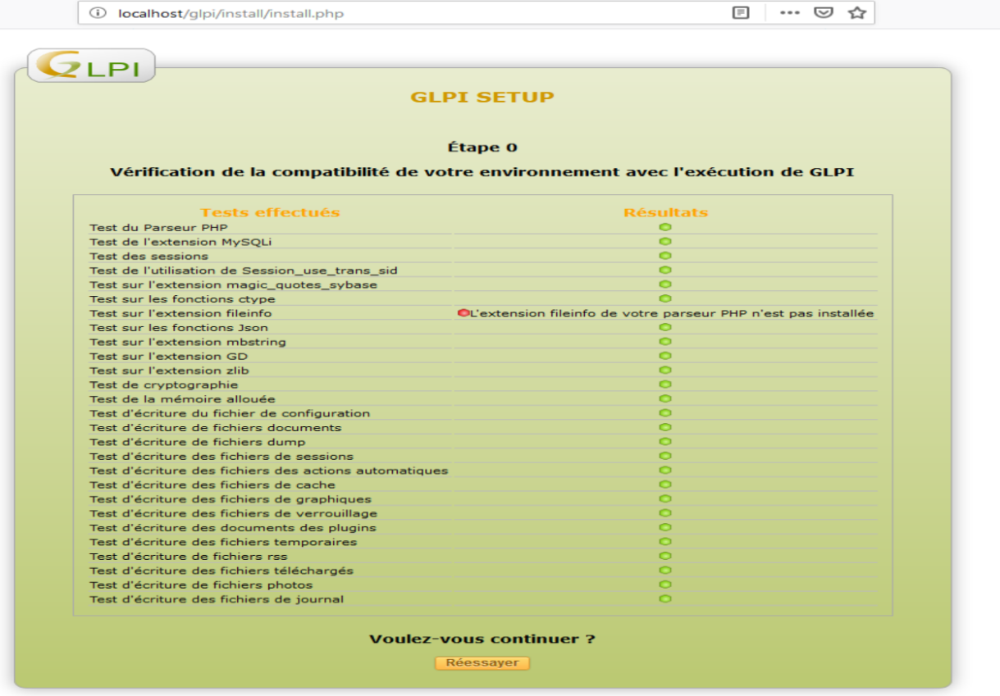 localhost/glpi/install/install.php
GLPI
GLPI SETUP
Étape 0
Vérification de la compatibilité de votre environnement avec l'exécution de GLPI
Tests effectués Résultats
Test du Parseur PHP
Test de l'extension MySQLi
Test des sessions
Test de l'utilisation de Session_use_trans_sid
Test sur l'extension magic_quotes_sybase
Test sur les fonctions ctype
Test sur l'extension fileinfo L'extension fileinfo de votre parseur PHP n'est pas installée
Test sur les fonctions Json
Test sur l'extension mbstring
Test sur l'extension GD
Test sur l'extension zlib
Test de cryptographie
Test de la mémoire allouée
Test d'écriture du fichier de configuration
Test d'écriture de fichiers documents
Test d'écriture de fichiers dump
Test d'écriture des fichiers de sessions
Test d'écriture des fichiers des actions automatiques
Test d'écriture des fichiers de cache
Test d'écriture des fichiers de graphiques
Test d'écriture des fichiers de verrouillage
Test d'écriture des documents des plugins
Test d'écriture des fichiers temporaires
Test d'écriture de fichiers rss
Test d'écriture des fichiers téléchargés
Test d'écriture de fichiers photos
Test d'écriture des fichiers de journal
Voulez-vous continuer ?
Réessayer